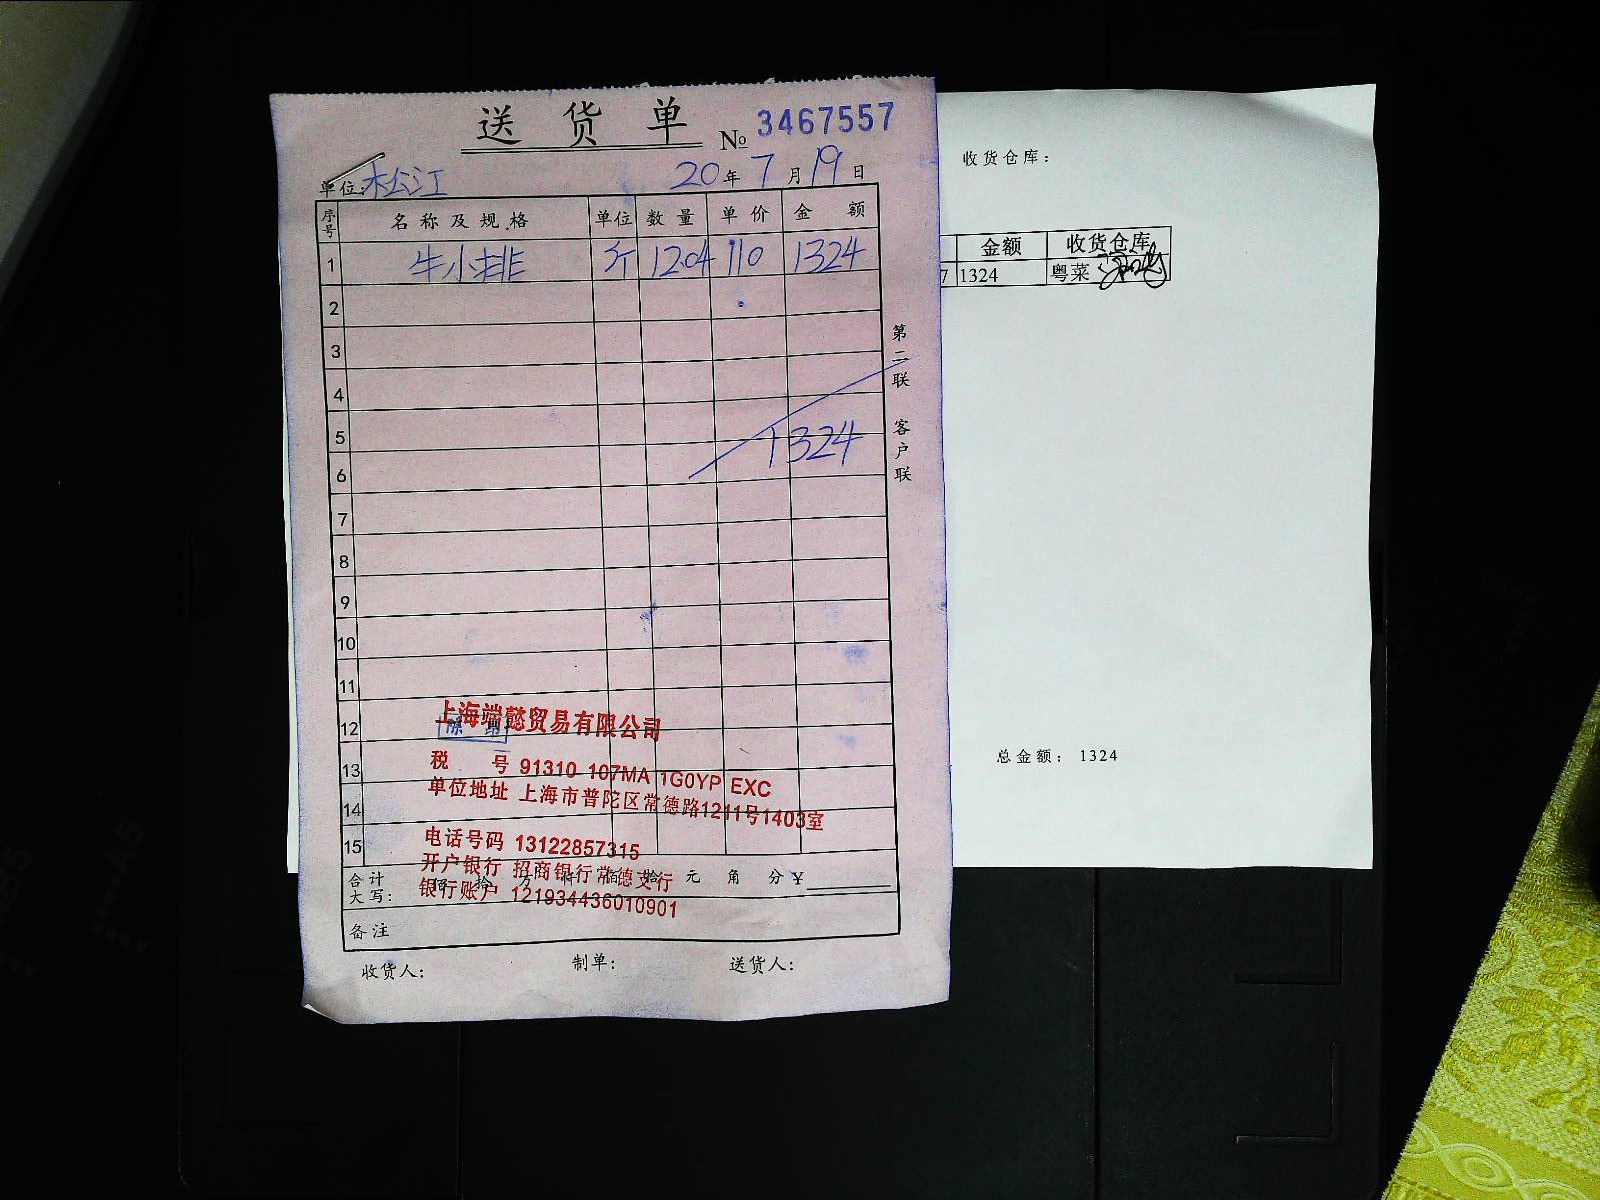 送货单
№ 3467557
单位: 松江 20年7月19日
序号 名称及规格 单位 数量 单价 金额
1 牛小排 斤 12.04 110 1324
2
3
4
5
6
1324
7
8
9
10
11
12
13
14
15
第二联 客户联
上海端懿贸易有限公司
税 号 91310 107MA 1G0YP EXC
单位地址 上海市普陀区常德路1211号1403室
电话号码 13122857315
开户银行 招商银行常德支行
银行账户 121934436010901
合计大写: 佰 拾 万 仟 佰 拾 元 角 分 ¥
备注
收货人: 制单: 送货人:
收货仓库:
金额 收货仓库
7 1324 粤菜
总金额: 1324